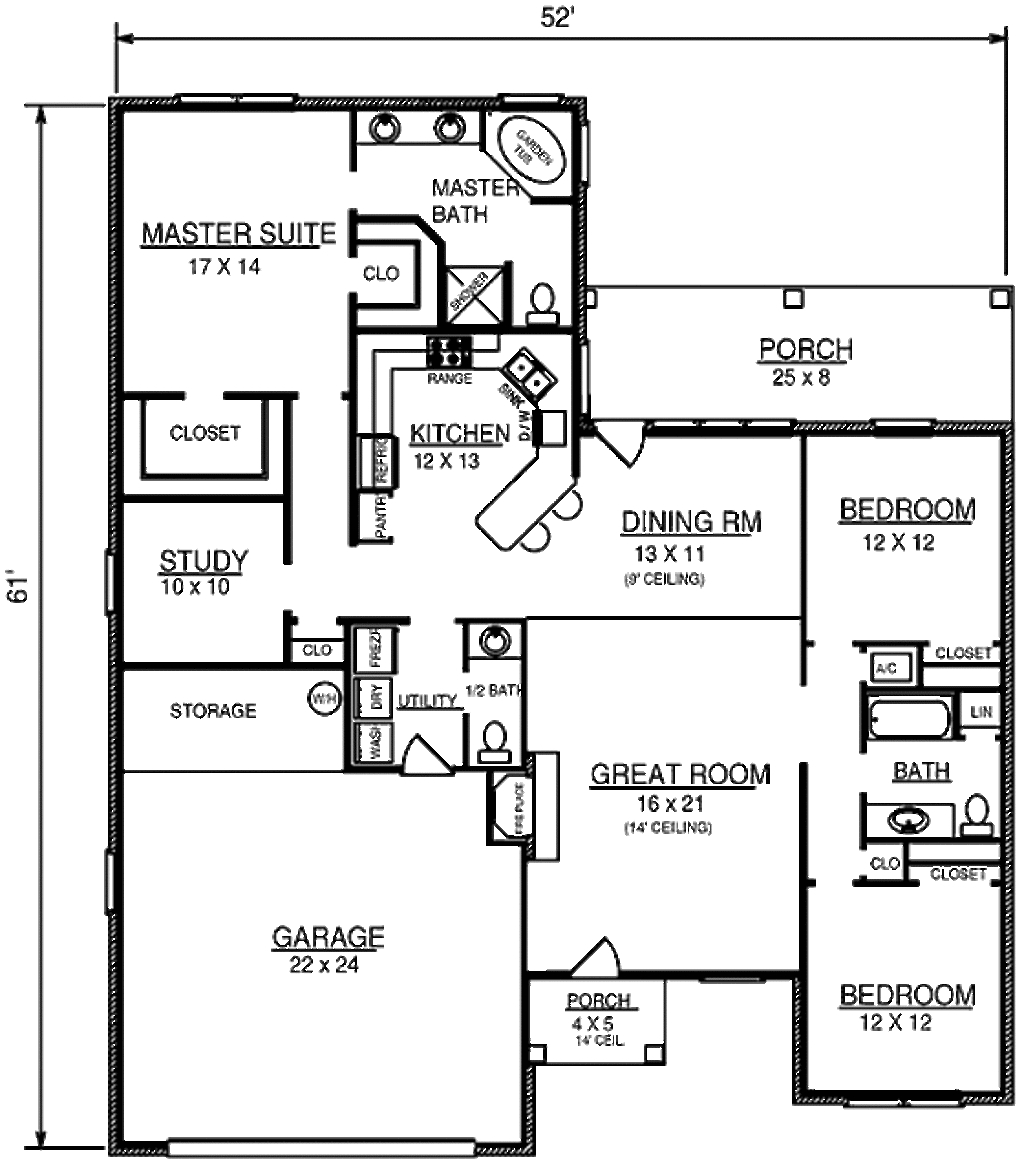 52'
61'
GARDEN
TUB
MASTER
BATH
MASTER SUITE
17 X 14
CLO
SHOWER
PORCH
25 x 8
RANGE
SINK
D/W
CLOSET
KITCHEN
12 X 13
REFRIG
PANTR
DINING RM
13 X 11
(9' CEILING)
BEDROOM
12 X 12
STUDY
10 x 10
CLO
FREZ
A/C
CLOSET
STORAGE
W/H
DRY
UTILITY
1/2 BATH
LIN
WASH
GREAT ROOM
16 x 21
(14' CEILING)
BATH
FIRE PLACE
CLO
CLOSET
GARAGE
22 x 24
PORCH
4 X 5
14' CEIL.
BEDROOM
12 X 12